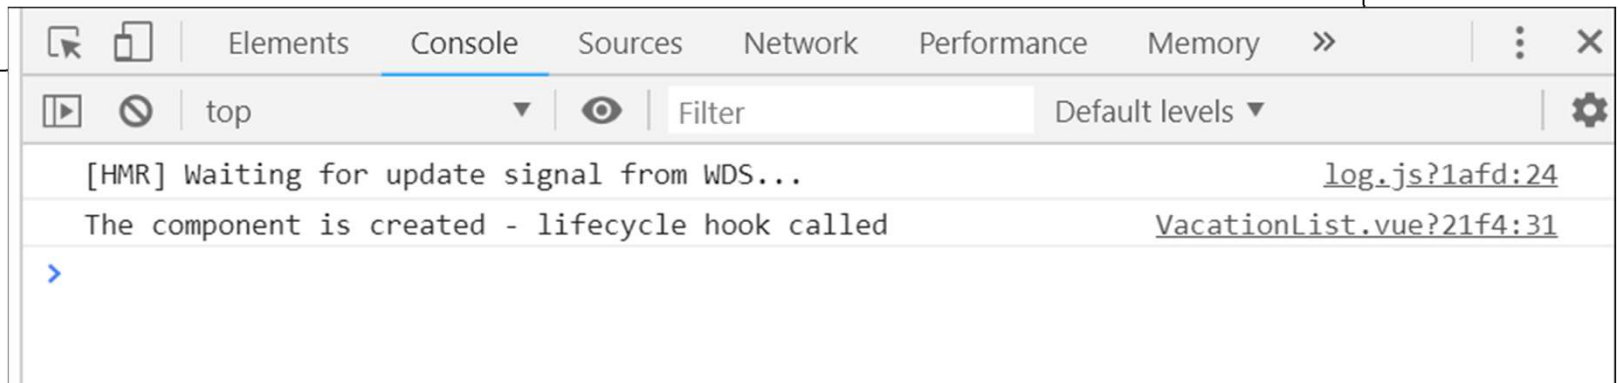 Elements Console Sources Network Performance Memory
top Filter Default levels
[HMR] Waiting for update signal from WDS... log.js?1afd:24
The component is created - lifecycle hook called VacationList.vue?21f4:31